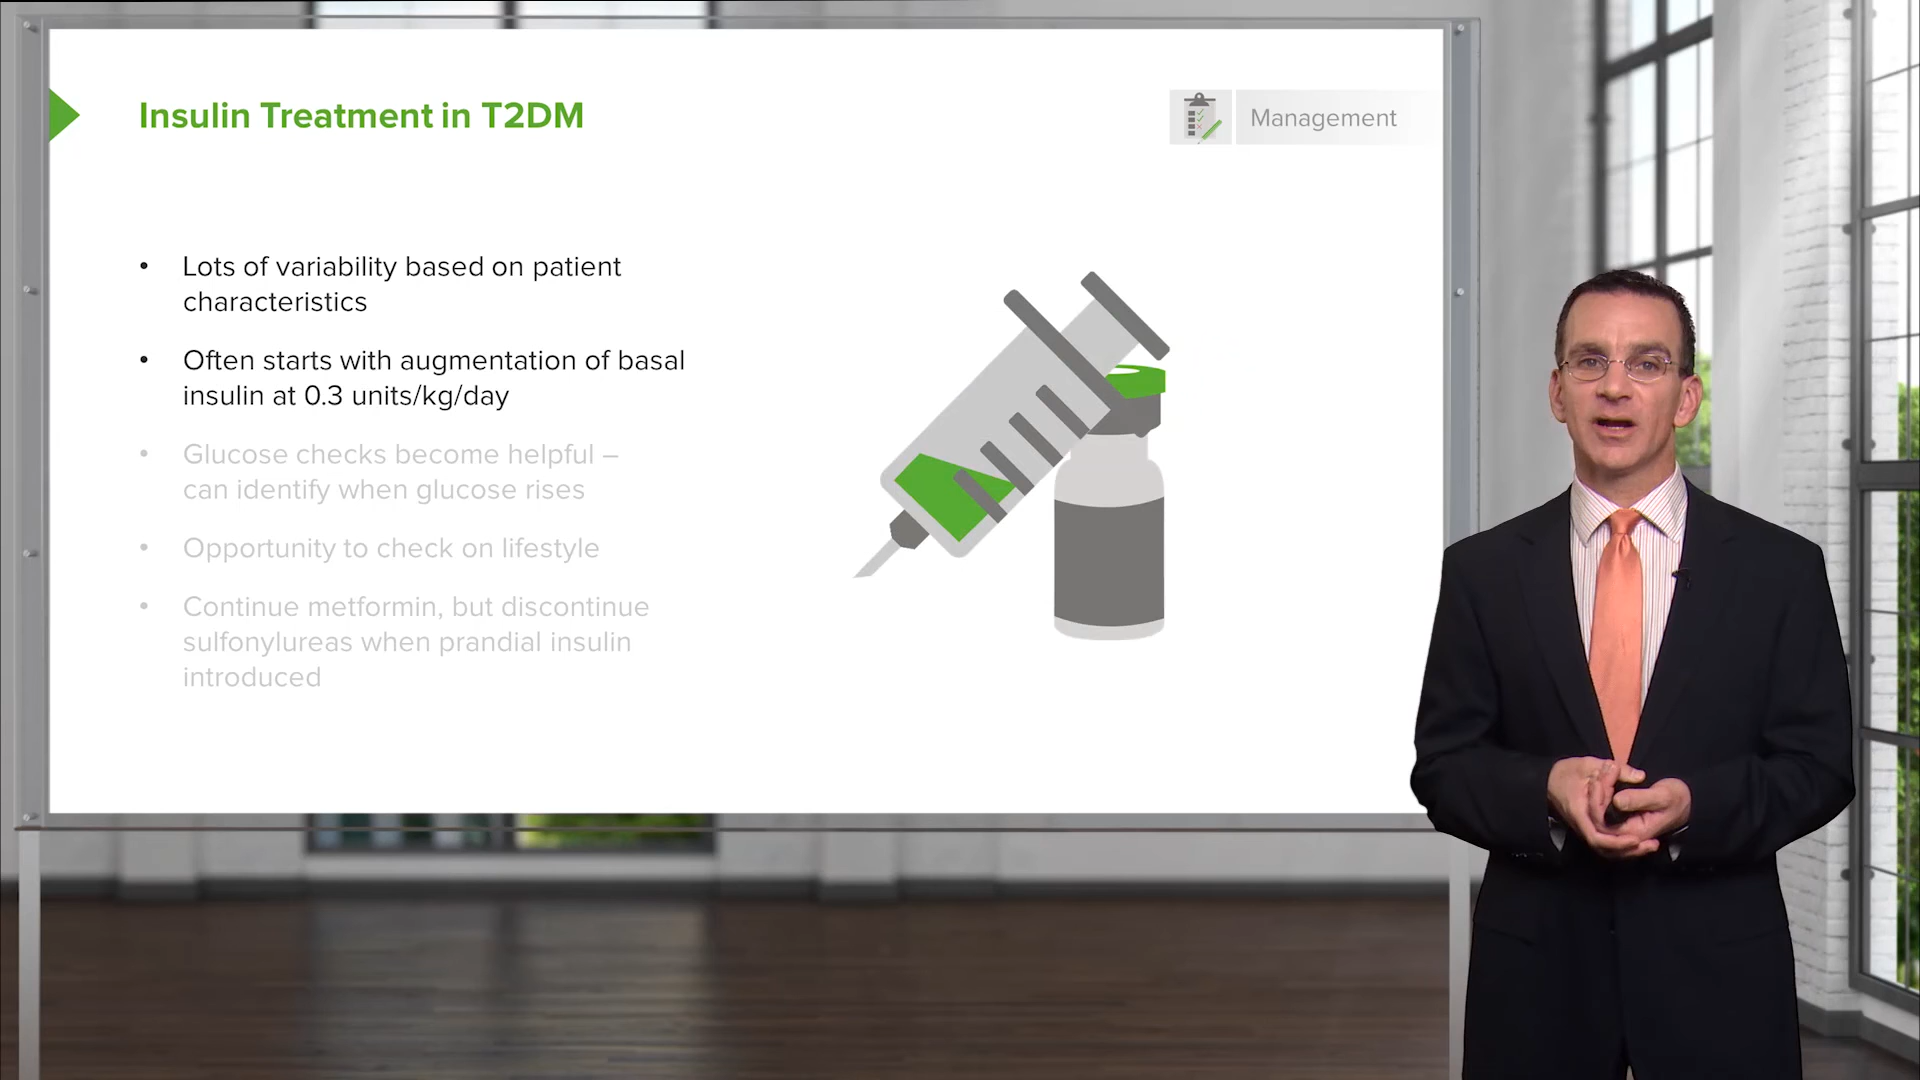 Insulin Treatment in T2DM
Management
• Lots of variability based on patient
characteristics
• Often starts with augmentation of basal
insulin at 0.3 units/kg/day
• Glucose checks become helpful –
can identify when glucose rises
• Opportunity to check on lifestyle
• Continue metformin, but discontinue
sulfonylureas when prandial insulin
introduced